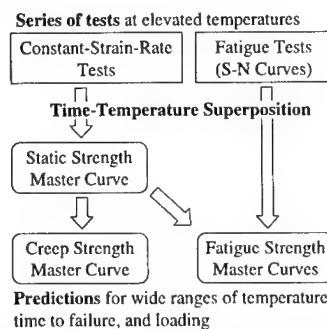 Series of tests at elevated temperatures
Constant-Strain-Rate
Tests
Fatigue Tests
(S-N Curves)
Time-Temperature Superposition
Static Strength
Master Curve
Creep Strength
Master Curve
Fatigue Strength
Master Curves
Predictions for wide ranges of temperature,
time to failure, and loading